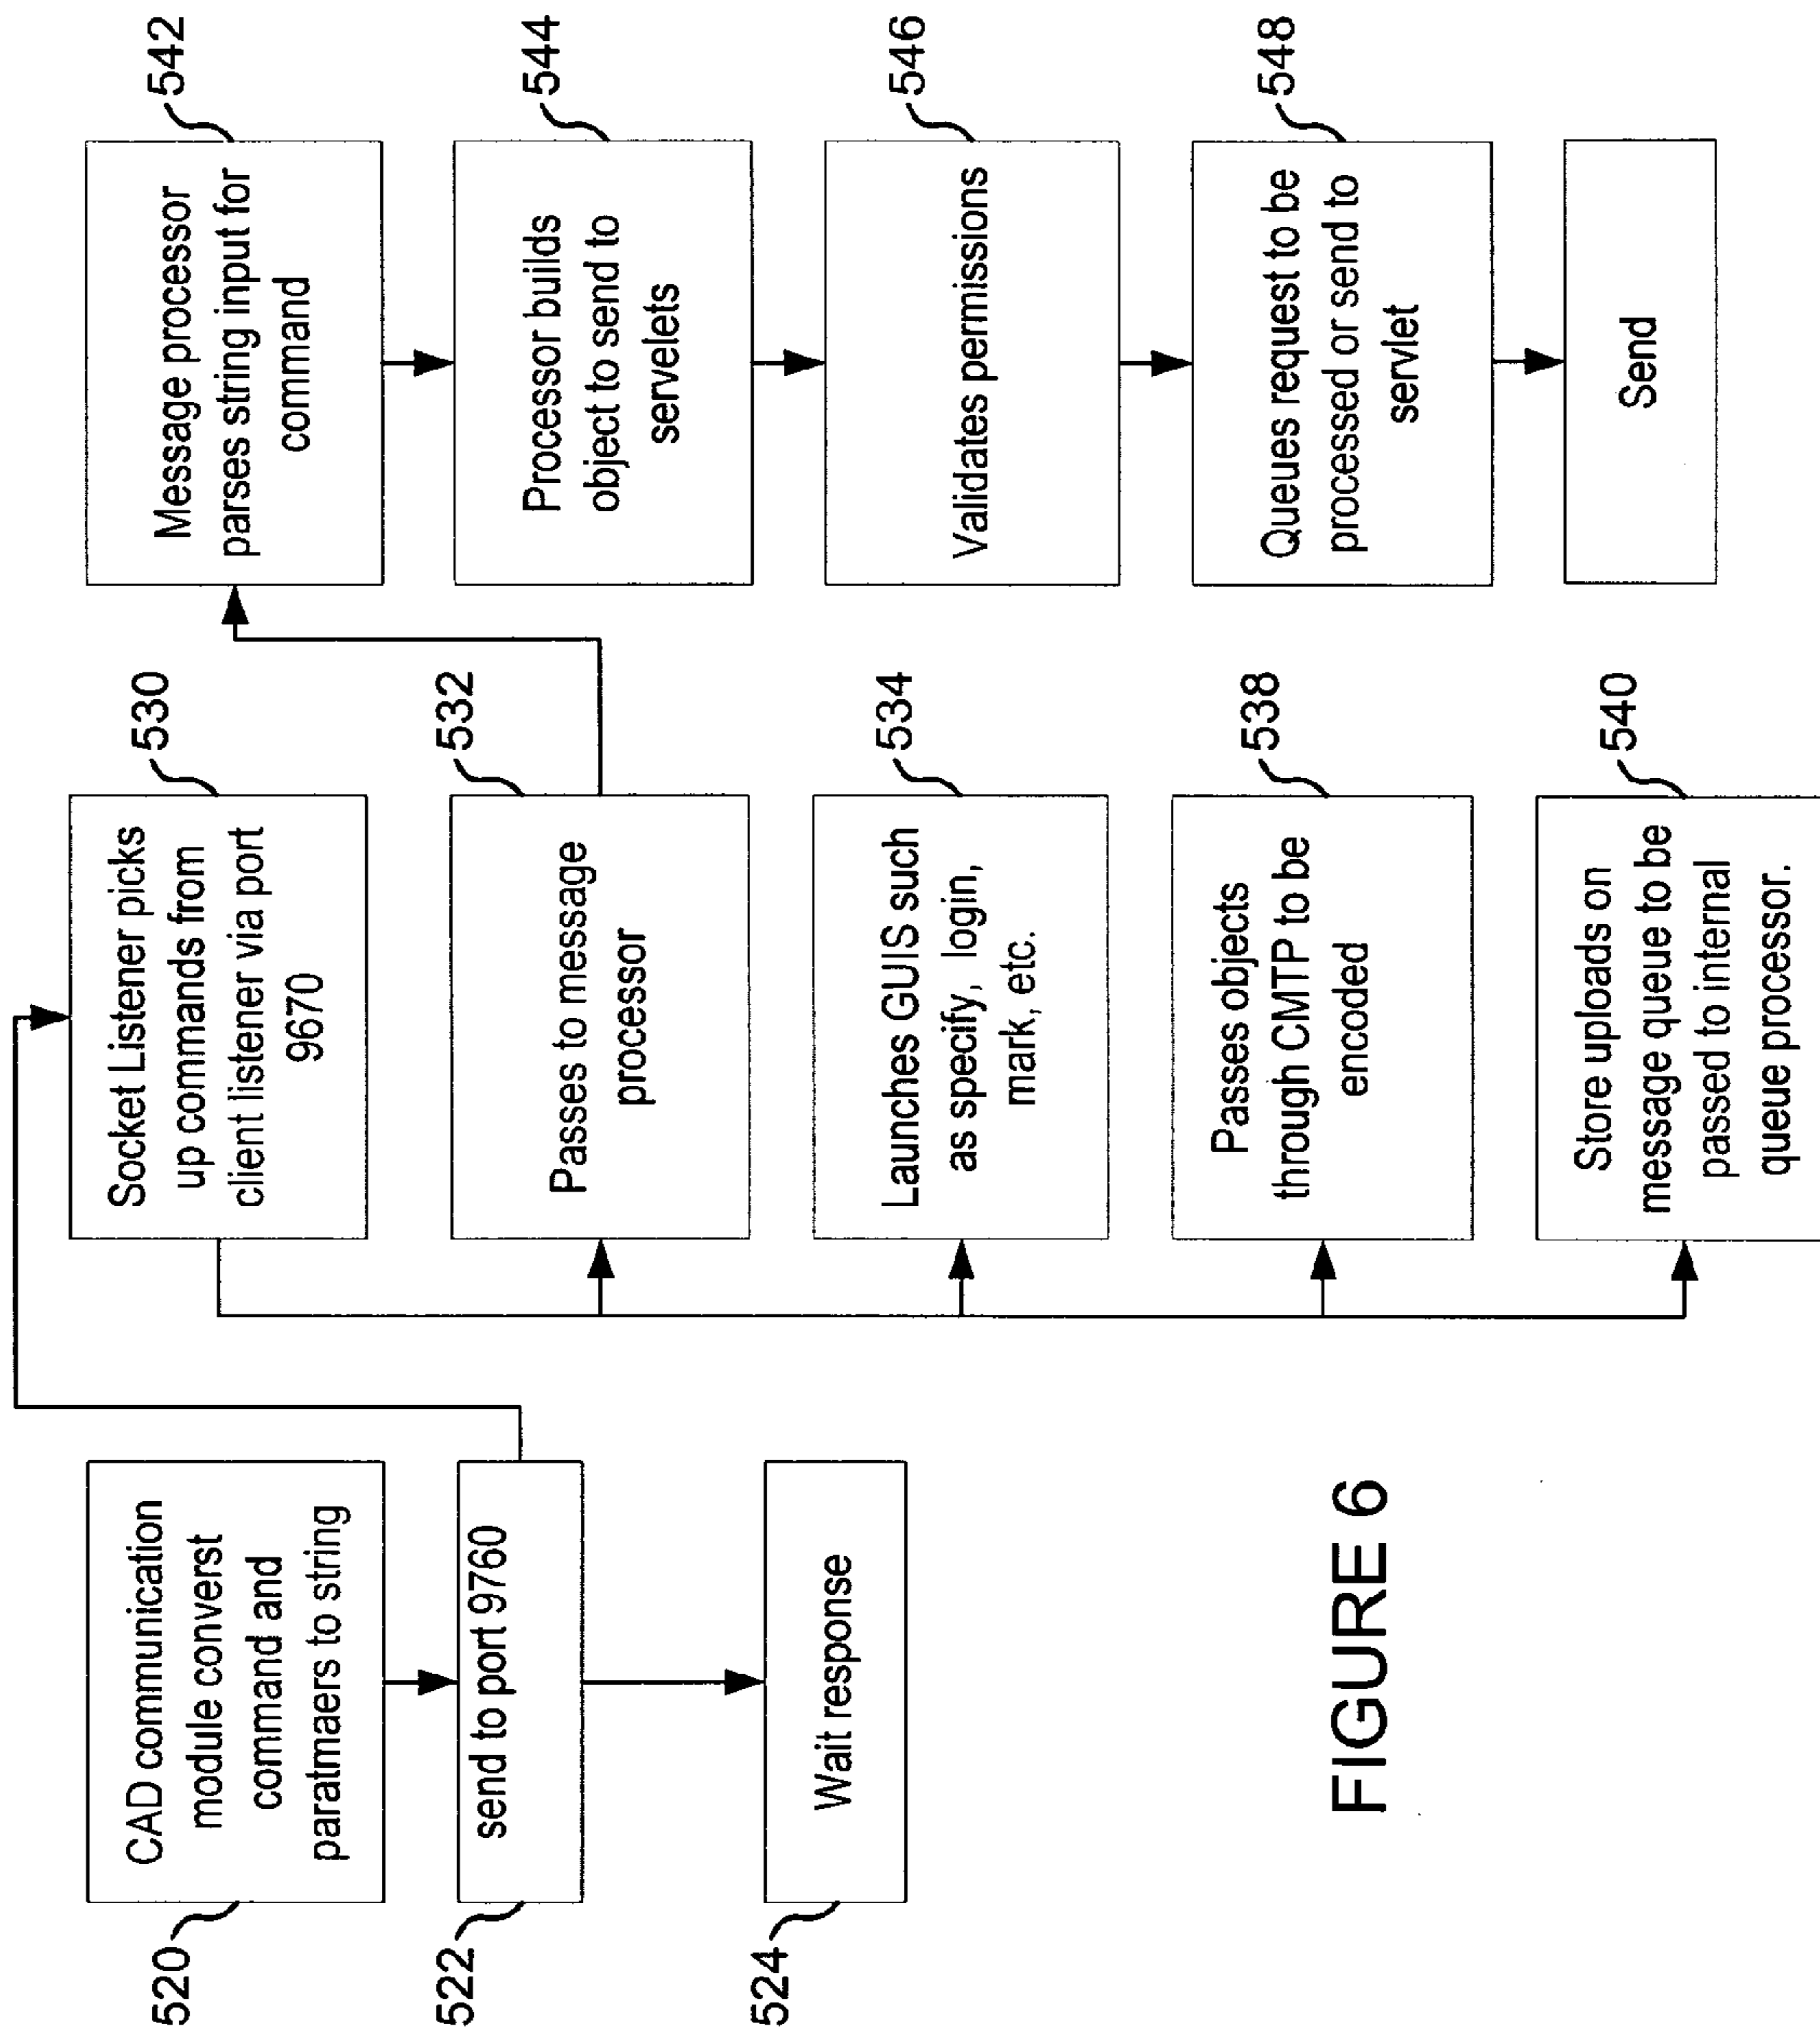 520
CAD communication
module converst
command and
paratmaers to string
522
send to port 9760
524
Wait response
530
Socket Listener picks
up commands from
client listener via port
9670
532
Passes to message
processor
534
Launches GUIS such
as specify, login,
mark, etc.
538
Passes objects
through CMTP to be
encoded
540
Store uploads on
message queue to be
passed to internal
queue processor.
542
Message processor
parses string input for
command
544
Processor builds
object to send to
servelets
546
Validates permissions
548
Queues request to be
processed or send to
servlet
Send
FIGURE 6